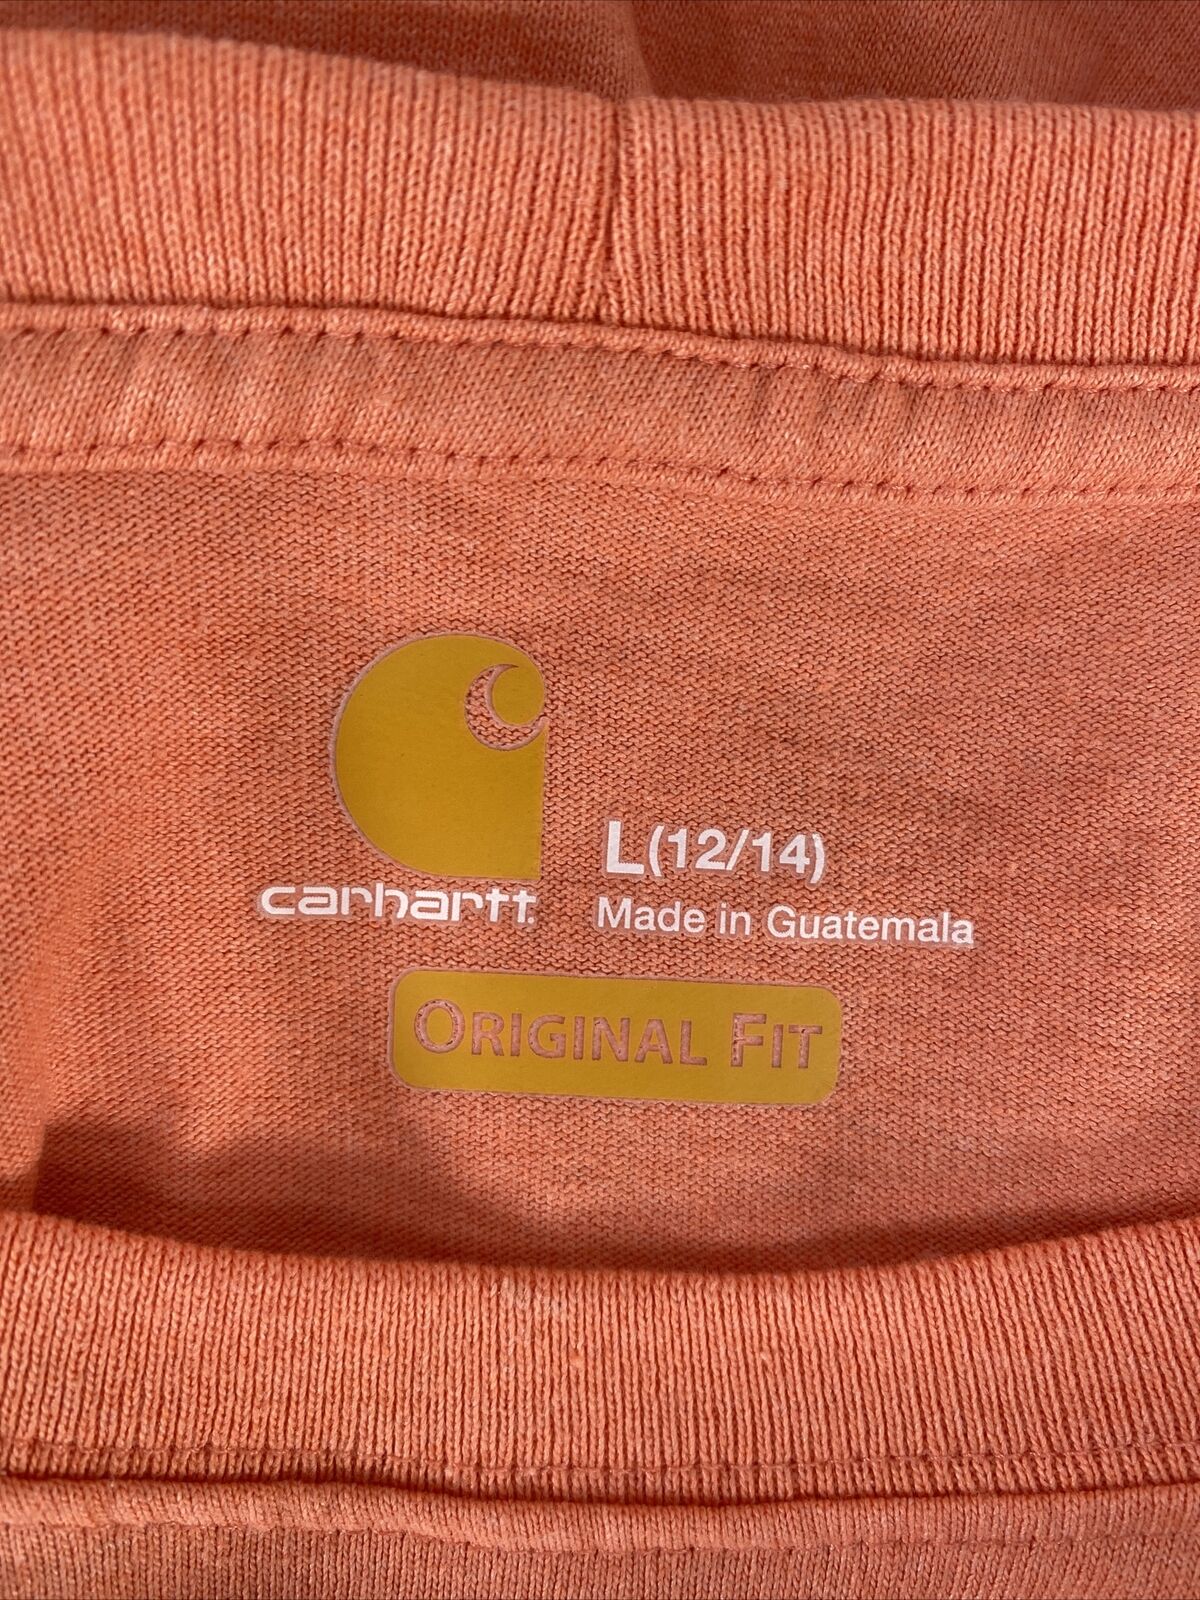 carhartt.
L(12/14)
Made in Guatemala
ORIGINAL FIT